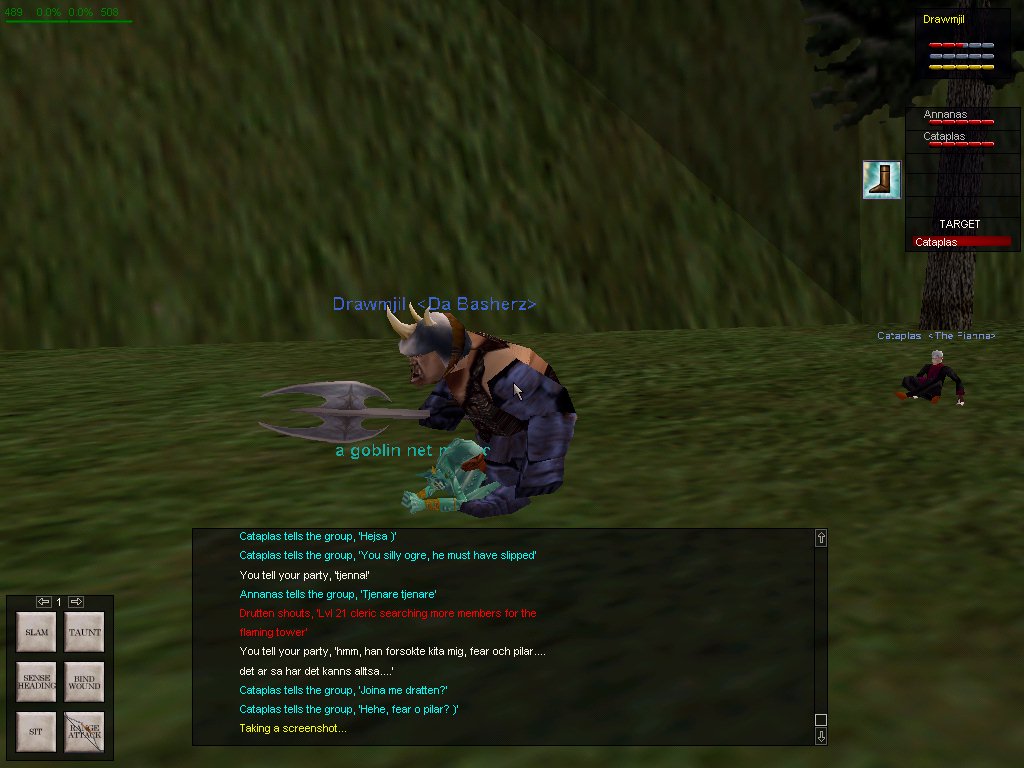 489 0.0% 0.0% 508
Drawmjil
Annanas
Cataplas
TARGET
Cataplas
Drawmjil <Da Basherz>
Cataplas <The Fianna>
a goblin net
Cataplas tells the group, 'Hejsa )'
Cataplas tells the group, 'You silly ogre, he must have slipped'
You tell your party, 'tjenna!'
Annanas tells the group, 'Tjenare tjenare'
Druften shouts, 'Lvl 21 cleric searching more members for the
flaming tower'
You tell your party, 'hmm, han forsokte kita mig, fear och pilar....
det ar sa har det kanns alltsa....'
Cataplas tells the group, 'Joina me dratten?'
Cataplas tells the group, 'Hehe, fear o pilar? )'
Taking a screenshot...
1
SLAM
TAUNT
SENSE HEADING
BIND WOUND
SIT
RANGE ATTACK